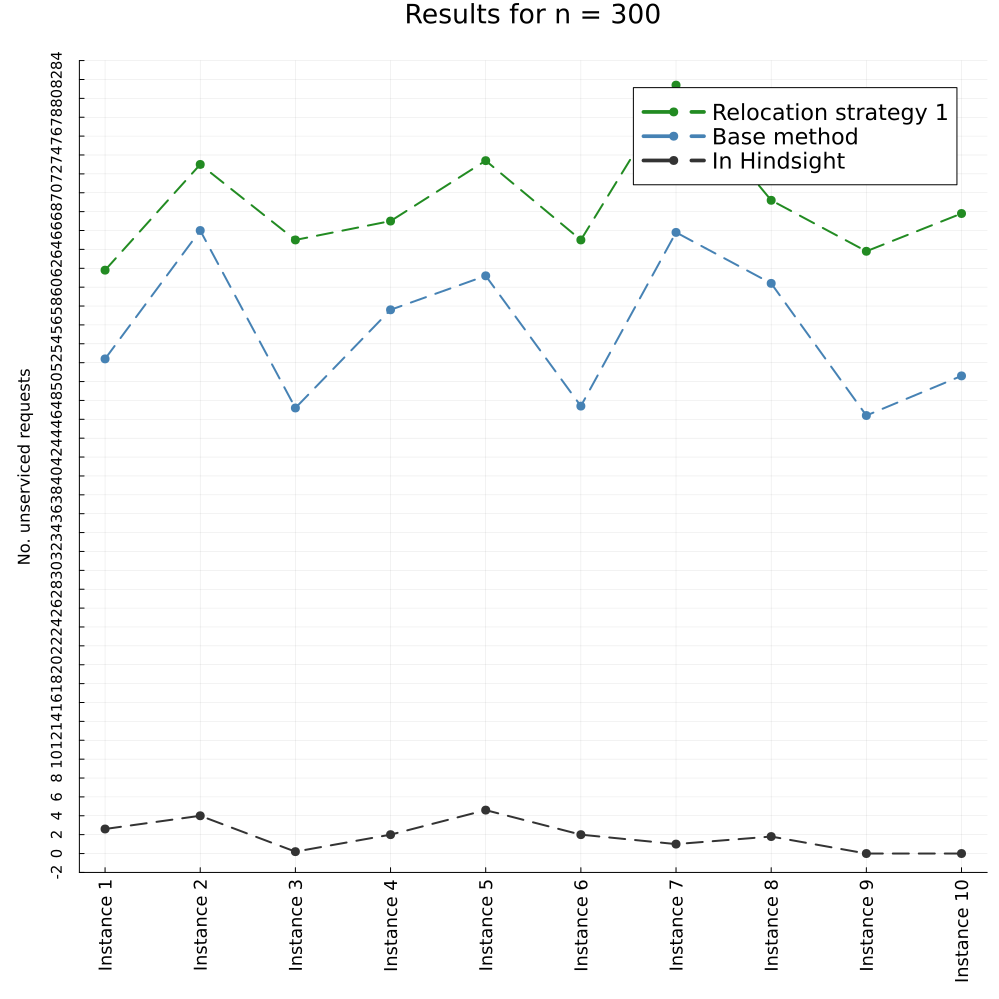 Results for n = 300
84
82
80
78
76
74
72
70
68
66
64
62
60
58
56
54
52
50
48
46
44
42
40
38
36
34
32
30
28
26
24
22
20
18
16
14
12
10
8
6
4
2
0
-2
No. unserviced requests
Relocation strategy 1
Base method
In Hindsight
Instance 1
Instance 2
Instance 3
Instance 4
Instance 5
Instance 6
Instance 7
Instance 8
Instance 9
Instance 10